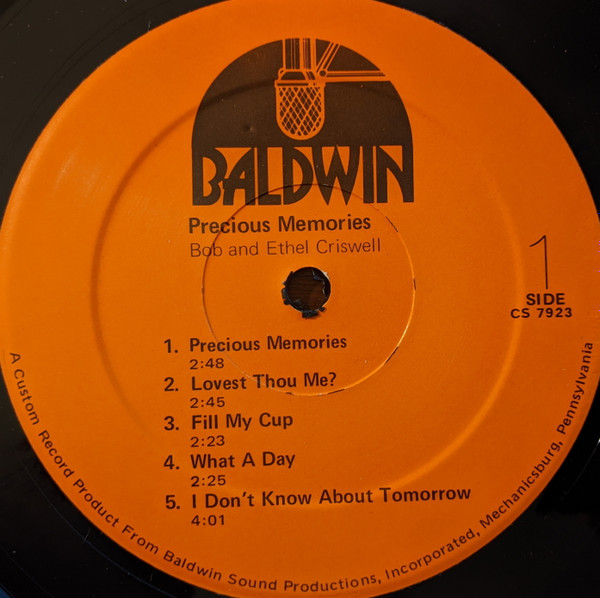 BALDWIN
Precious Memories
Bob and Ethel Criswell
1
SIDE
CS 7923
1. Precious Memories
2:48
2. Lovest Thou Me?
2:45
3. Fill My Cup
2:23
4. What A Day
2:25
5. I Don't Know About Tomorrow
4:01
A Custom Record Product From Baldwin Sound Productions, Incorporated, Mechanicsburg, Pennsylvania